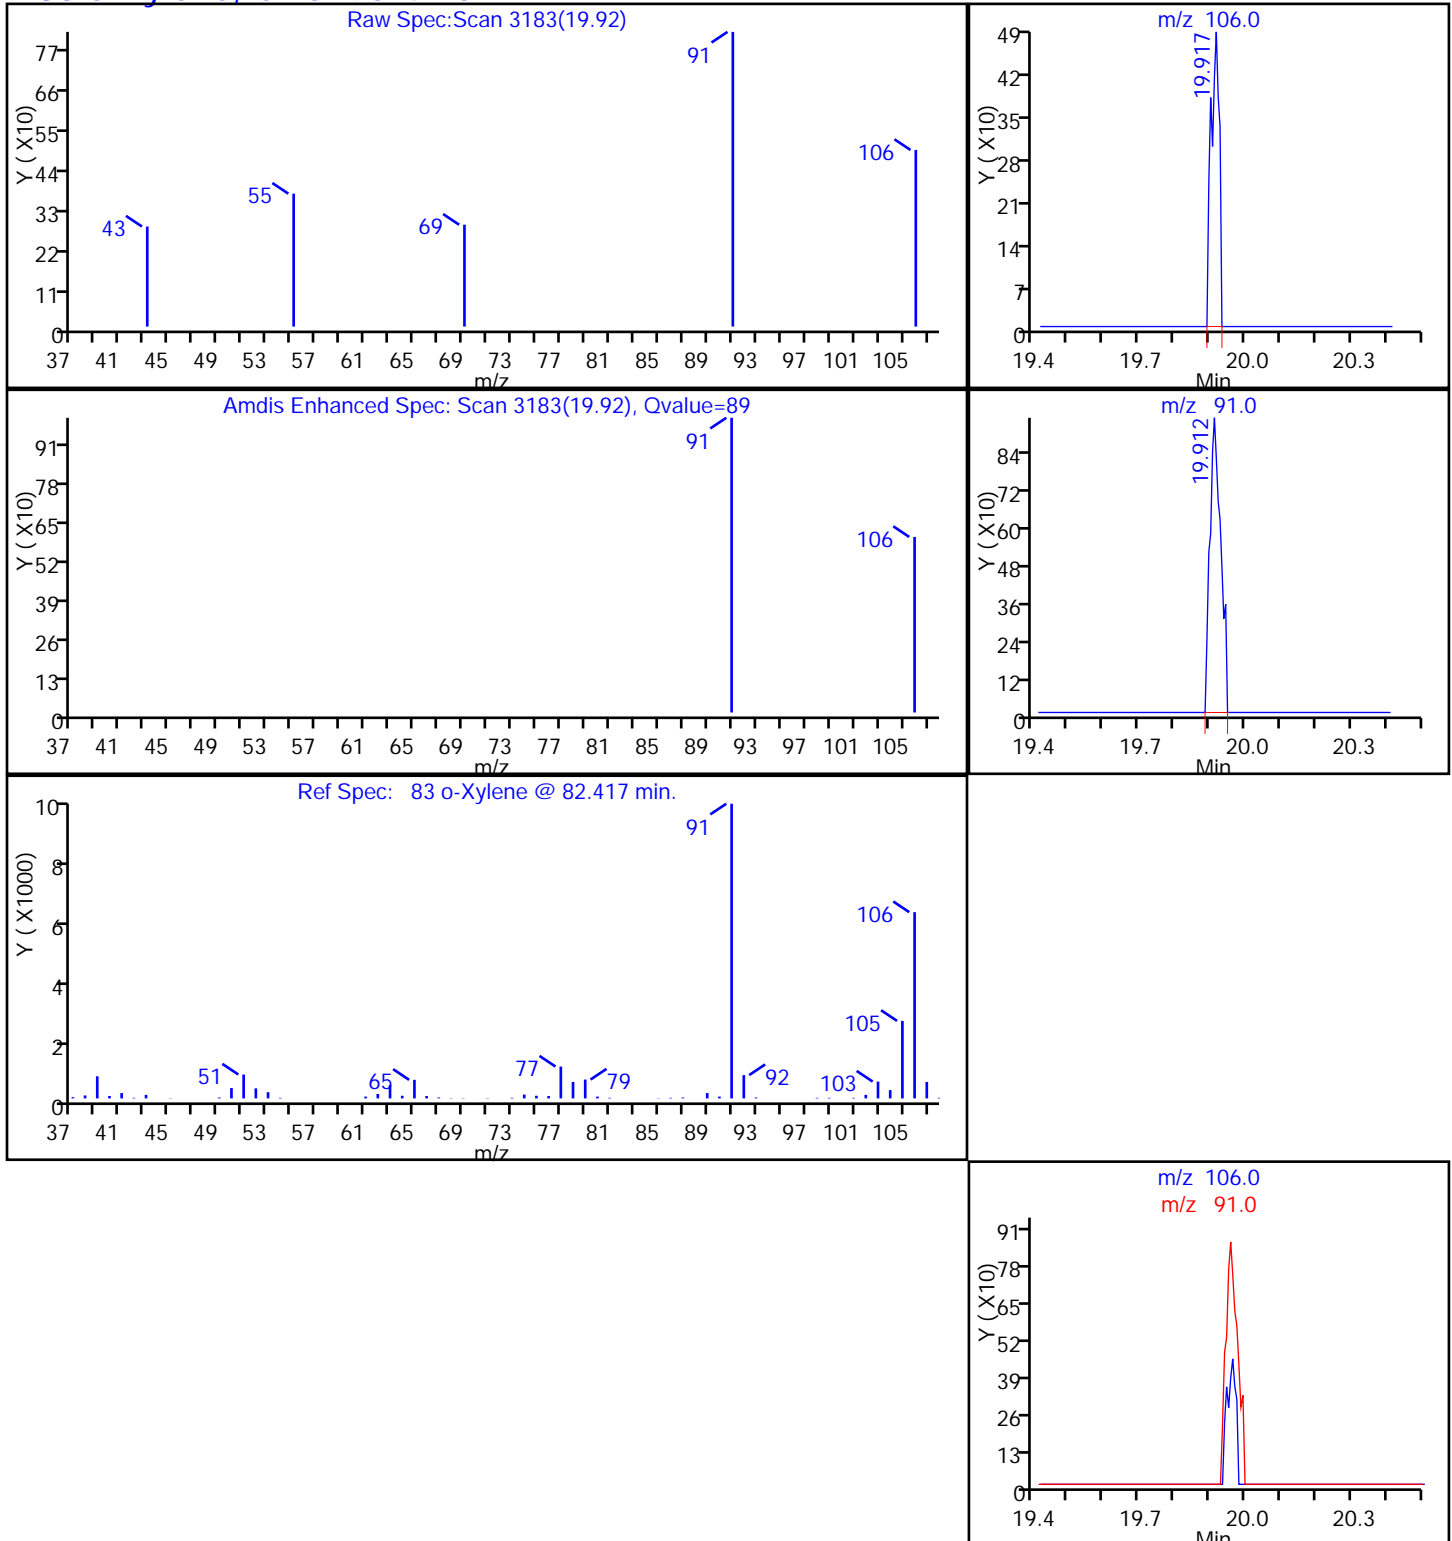 Raw Spec:Scan 3183(19.92)
77
66
55
44
33
22
11
0
Y ( X10)
43
55
69
91
106
37 41 45 49 53 57 61 65 69 73 77 81 85 89 93 97 101 105
m/z
m/z 106.0
49
42
35
28
21
14
7
0
Y ( X10)
19.917
19.4 19.7 20.0 20.3
Min
Amdis Enhanced Spec: Scan 3183(19.92), Qvalue=89
91
78
65
52
39
26
13
0
Y ( X10)
91
106
37 41 45 49 53 57 61 65 69 73 77 81 85 89 93 97 101 105
m/z
m/z 91.0
84
72
60
48
36
24
12
0
Y ( X10)
19.912
19.4 19.7 20.0 20.3
Min
Ref Spec: 83 o-Xylene @ 82.417 min.
10
8
6
4
2
0
Y ( X1000)
51
65
77
79
91
92
103
105
106
37 41 45 49 53 57 61 65 69 73 77 81 85 89 93 97 101 105
m/z
m/z 106.0
m/z 91.0
91
78
65
52
39
26
13
0
Y ( X10)
19.4 19.7 20.0 20.3
Min